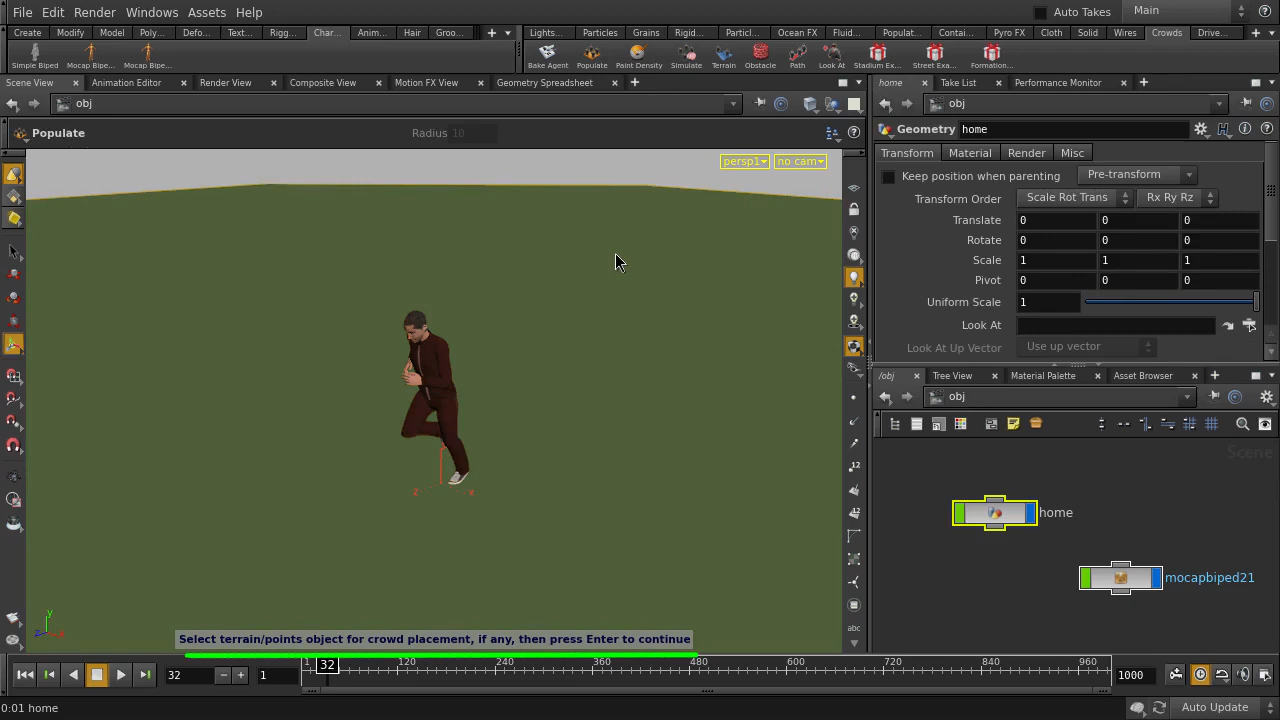 File Edit Render Windows Assets Help Auto Takes Main
Create Modify Model Poly... Defo... Text... Rigg... Char... Anim... Hair Groo... Lights... Particles Grains Rigid... Particl... Ocean FX Fluid... Populat... Contai... Pyro FX Cloth Solid Wires Crowds Drive...
Simple Biped Mocap Bipe... Mocap Bipe... Bake Agent Populate Paint Density Simulate Terrain Obstacle Path Look At Stadium Ex... Street Exa... Formation...
Scene View Animation Editor Render View Composite View Motion FX View Geometry Spreadsheet home Take List Performance Monitor
obj obj
Populate Radius 10 Geometry home
persp1 no cam Transform Material Render Misc
Keep position when parenting Pre-transform
Transform Order Scale Rot Trans Rx Ry Rz
Translate 0 0 0
Rotate 0 0 0
Scale 1 1 1
Pivot 0 0 0
Uniform Scale 1
Look At
Look At Up Vector Use up vector
/obj Tree View Material Palette Asset Browser
obj
Scene
home
mocapbiped21
z x
y
z x
12
12
abc
Select terrain/points object for crowd placement, if any, then press Enter to continue
32 1 1 32 120 240 360 480 600 720 840 960 1000
0:01 home Auto Update